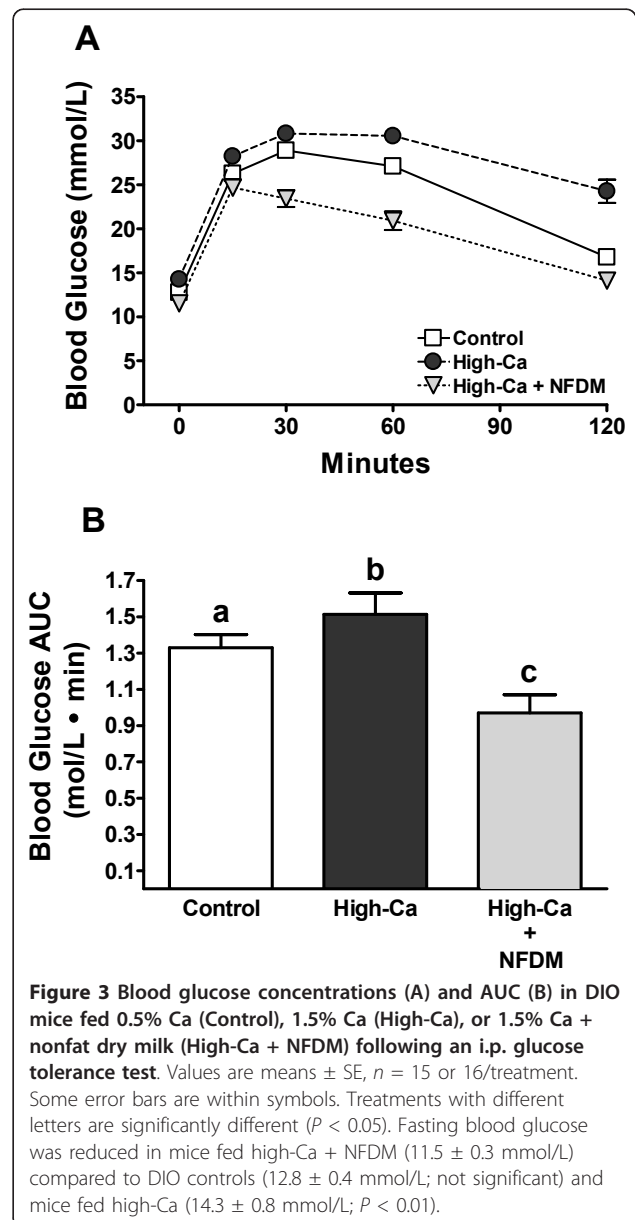 A
Blood Glucose (mmol/L)
35
30
25
20
15
10
5
0
Control
High-Ca
High-Ca + NFDM
0 30 60 90 120
Minutes
B
Blood Glucose AUC
(mol/L • min)
1.7
1.5
1.3
1.1
0.9
0.7
0.5
0.3
0.1
a
b
c
Control
High-Ca
High-Ca
+
NFDM
Figure 3 Blood glucose concentrations (A) and AUC (B) in DIO
mice fed 0.5% Ca (Control), 1.5% Ca (High-Ca), or 1.5% Ca +
nonfat dry milk (High-Ca + NFDM) following an i.p. glucose
tolerance test. Values are means ± SE, n = 15 or 16/treatment.
Some error bars are within symbols. Treatments with different
letters are significantly different (P < 0.05). Fasting blood glucose
was reduced in mice fed high-Ca + NFDM (11.5 ± 0.3 mmol/L)
compared to DIO controls (12.8 ± 0.4 mmol/L; not significant) and
mice fed high-Ca (14.3 ± 0.8 mmol/L; P < 0.01).